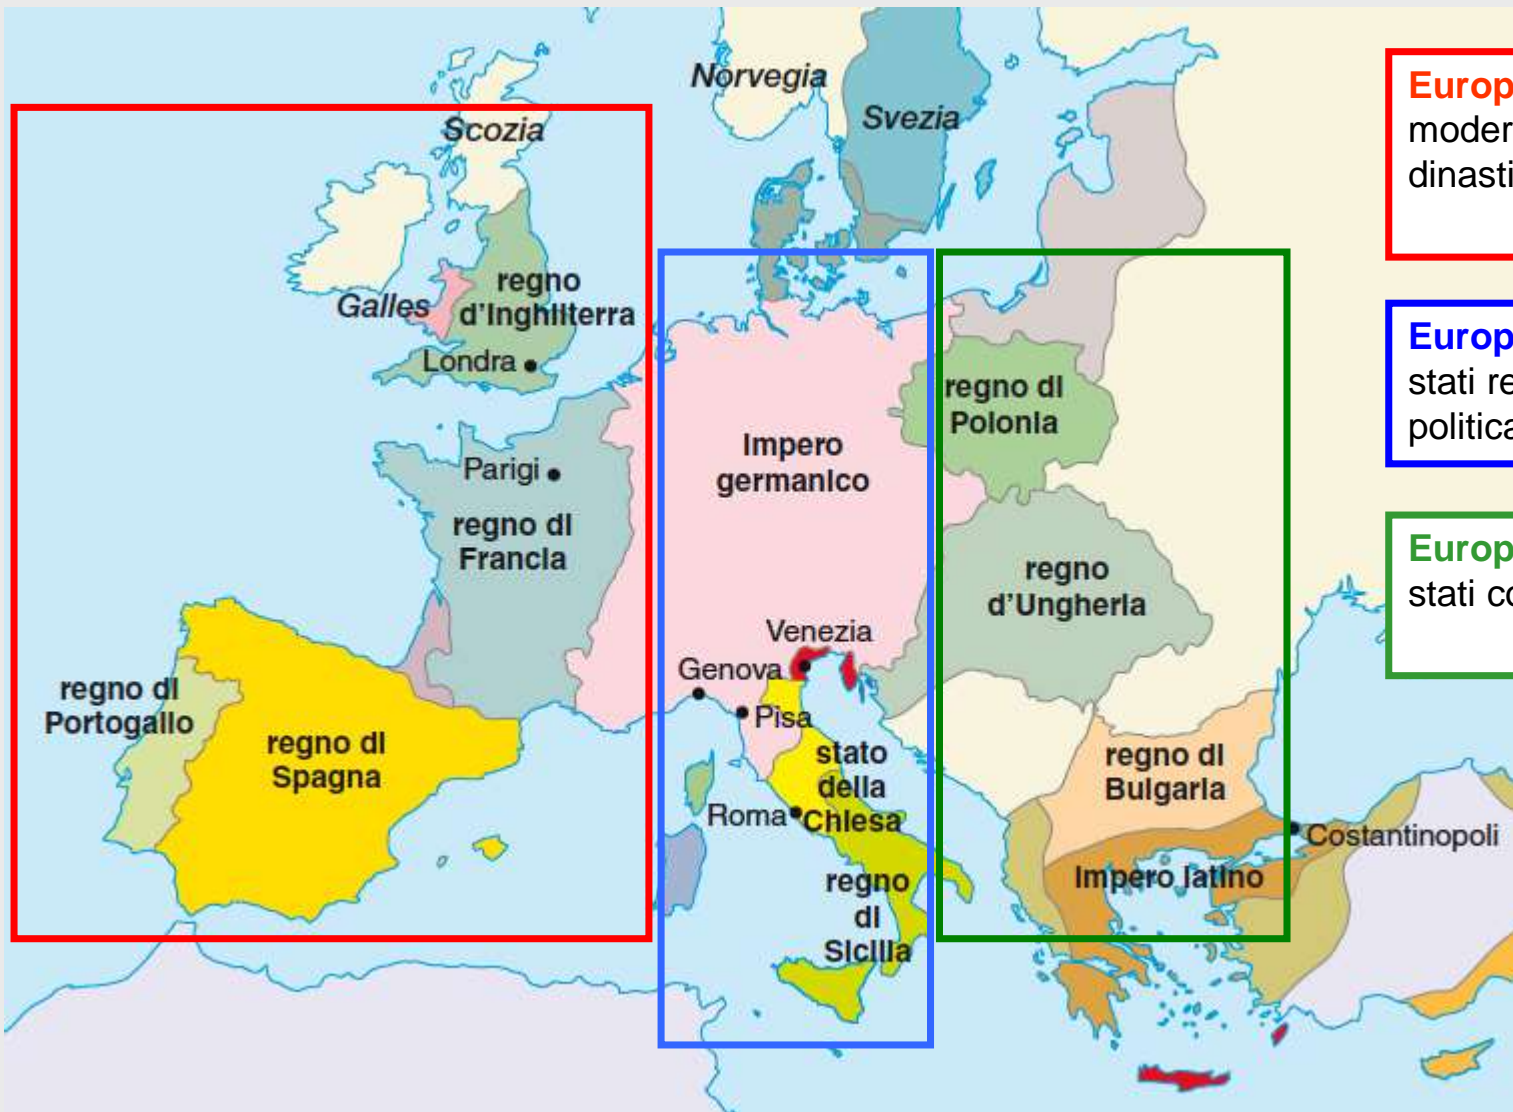 Norvegia
Svezia
Scozia
Galles
regno
d'Inghilterra
Londra
Parigi
regno di
Francia
regno di
Portogallo
regno di
Spagna
Impero
germanico
Venezia
Genova
Pisa
stato
della
Chiesa
Roma
regno
di
Sicilia
regno di
Polonia
regno
d'Ungheria
regno di
Bulgaria
Impero latino
Costantinopoli
Europ
moder
dinasti
Europ
stati re
politica
Europ
stati co